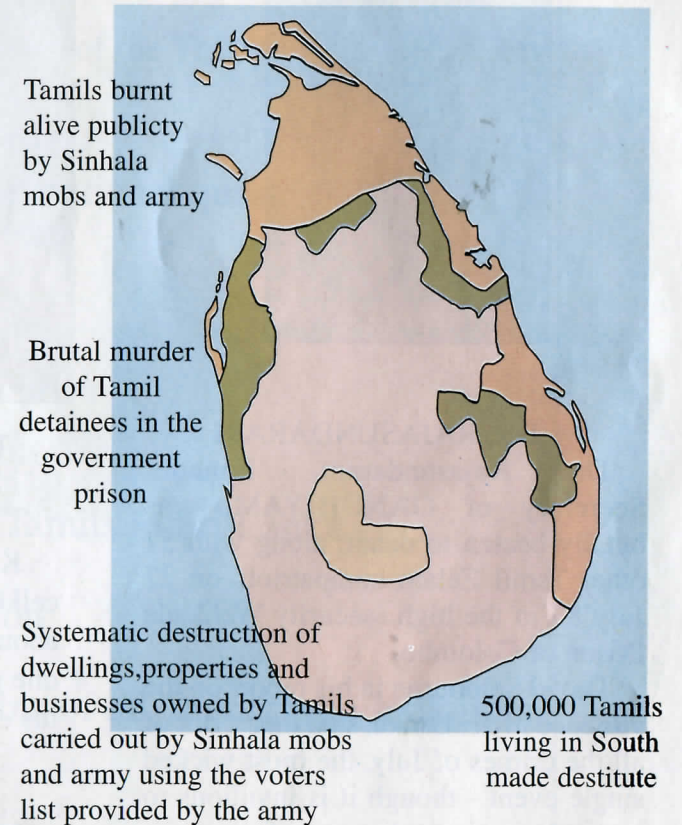 Tamils burnt
alive publicty
by Sinhala
mobs and army
Brutal murder
of Tamil
detainees in the
government
prison
Systematic destruction of
dwellings,properties and
businesses owned by Tamils
carried out by Sinhala mobs
and army using the voters
list provided by the army
500,000 Tamils
living in South
made destitute